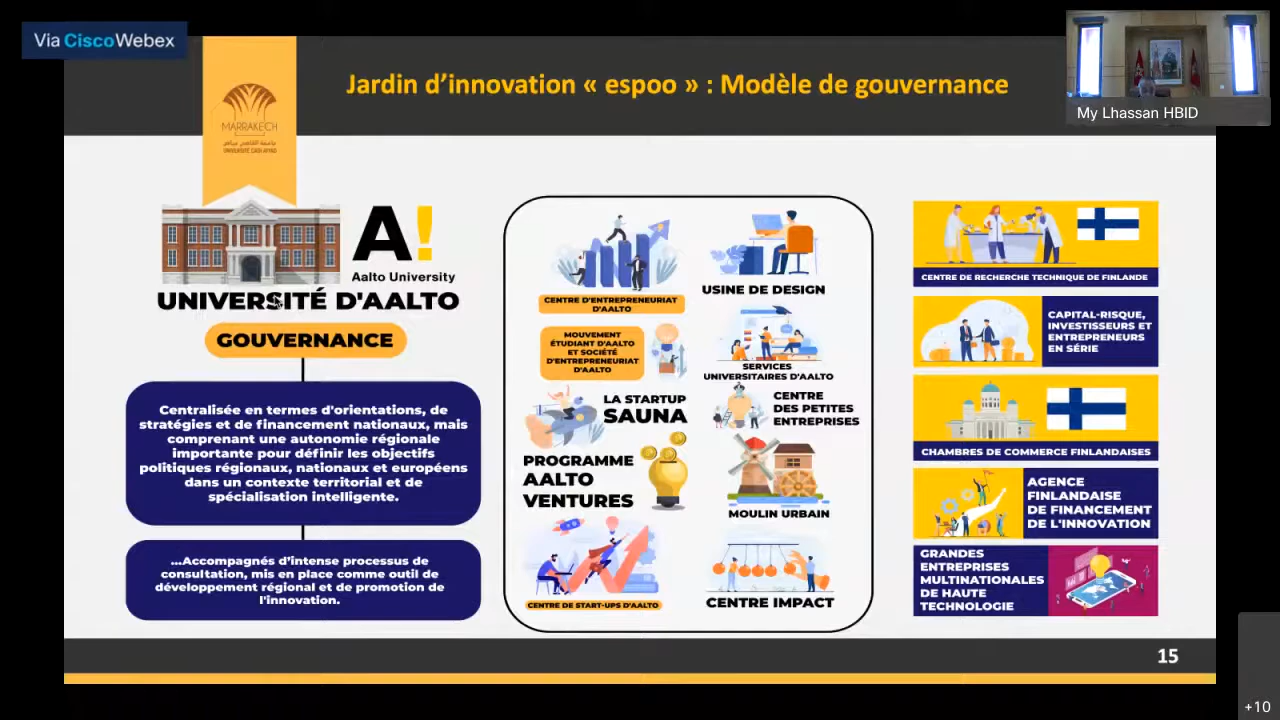 Via Cisco Webex
Jardin d’innovation « espoo » : Modèle de gouvernance
My Lhassan HBID
MARRAKECH
UNIVERSITÉ CADI AYYAD
A!
Aalto University
UNIVERSITÉ D'AALTO
GOUVERNANCE
Centralisée en termes d'orientations, de
stratégies et de financement nationaux, mais
comprenant une autonomie régionale
importante pour définir les objectifs
politiques régionaux, nationaux et européens
dans un contexte territorial et de
spécialisation intelligente.
...Accompagnés d’intense processus de
consultation, mis en place comme outil de
développement régional et de promotion de
l'innovation.
CENTRE D'ENTREPRENEURIAT
D'AALTO
USINE DE DESIGN
MOUVEMENT
ÉTUDIANT D'AALTO
ET SOCIÉTÉ
D'ENTREPRENEURIAT
D'AALTO
SERVICES
UNIVERSITAIRES D'AALTO
LA STARTUP
SAUNA
CENTRE
DES PETITES
ENTREPRISES
PROGRAMME
AALTO
VENTURES
MOULIN URBAIN
CENTRE DE START-UPS D'AALTO
CENTRE IMPACT
CENTRE DE RECHERCHE TECHNIQUE DE FINLANDE
CAPITAL-RISQUE,
INVESTISSEURS ET
ENTREPRENEURS
EN SÉRIE
CHAMBRES DE COMMERCE FINLANDAISES
AGENCE
FINLANDAISE
DE FINANCEMENT
DE L'INNOVATION
GRANDES
ENTREPRISES
MULTINATIONALES
DE HAUTE
TECHNOLOGIE
15
+10